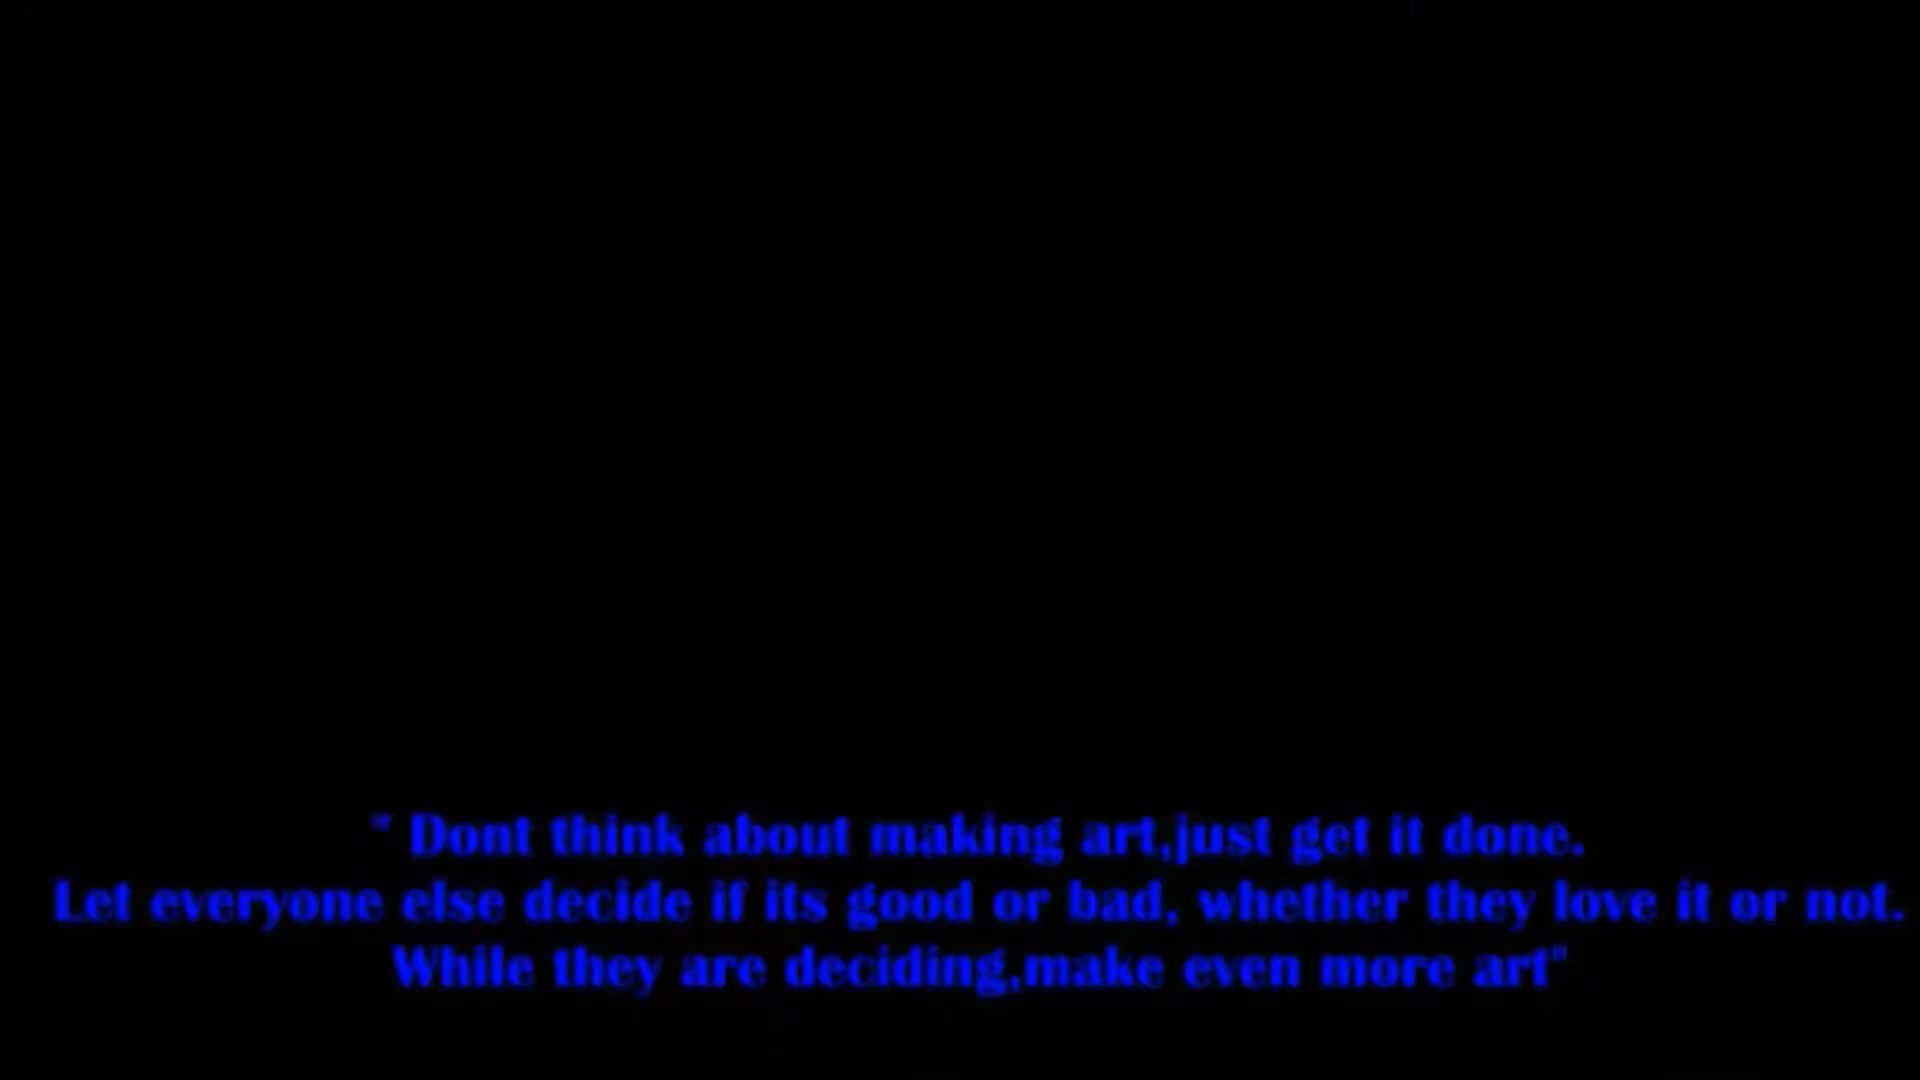 " Dont think about making art,just get it done.
Let everyone else decide if its good or bad, whether they love it or not.
While they are deciding,make even more art"